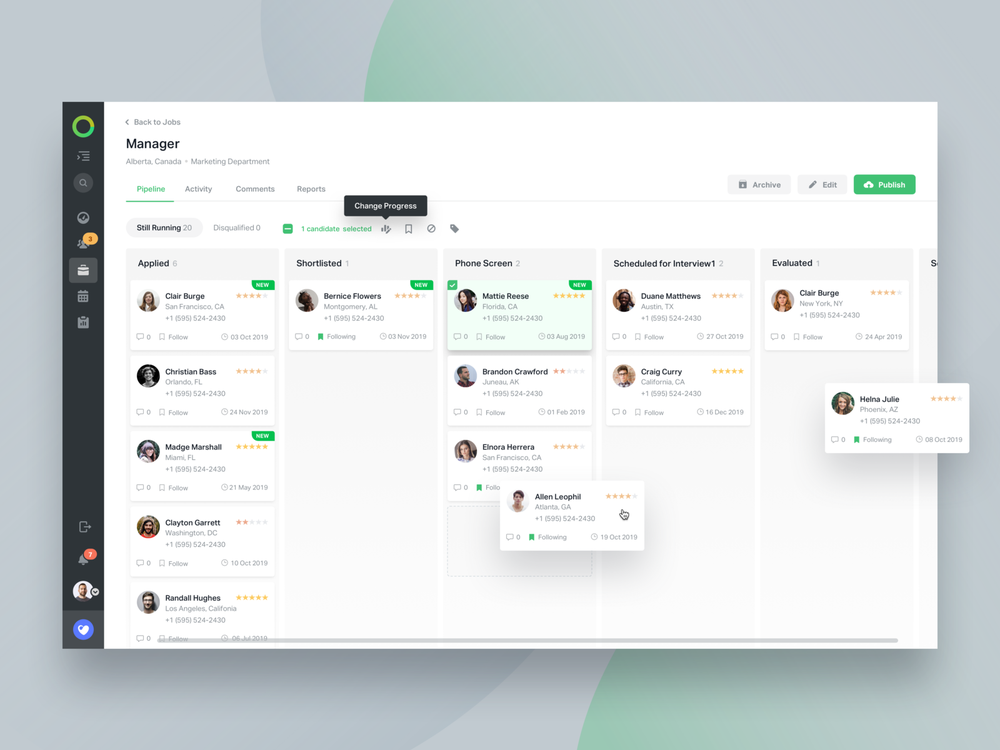 Back to Jobs
Manager
Alberta, Canada • Marketing Department
Pipeline Activity Comments Reports
Archive Edit Publish
Change Progress
Still Running 20 Disqualified 0 1 candidate selected
3
7
Applied 6
NEW
Clair Burge
San Francisco, CA
+1 (595) 524-2430
0 Follow 03 Oct 2019
Christian Bass
Orlando, FL
+1 (595) 524-2430
0 Follow 24 Nov 2019
NEW
Madge Marshall
Miami, FL
+1 (595) 524-2430
0 Follow 21 May 2019
Clayton Garrett
Washington, DC
+1 (595) 524-2430
0 Follow 10 Oct 2019
Randall Hughes
Los Angeles, Califonia
+1 (595) 524-2430
0 Follow 06 Jul 2019
Shortlisted 1
NEW
Bernice Flowers
Montgomery, AL
+1 (595) 524-2430
0 Following 03 Nov 2019
Phone Screen 2
NEW
Mattie Reese
Florida, CA
+1 (595) 524-2430
0 Follow 03 Aug 2019
Brandon Crawford
Juneau, AK
+1 (595) 524-2430
0 Follow 01 Feb 2019
Elnora Herrera
San Francisco, CA
+1 (595) 524-2430
0 Follo
Allen Leophil
Atlanta, GA
+1 (595) 524-2430
0 Following 19 Oct 2019
Scheduled for Interview1 2
Duane Matthews
Austin, TX
+1 (595) 524-2430
0 Follow 27 Oct 2019
Craig Curry
California, CA
+1 (595) 524-2430
0 Follow 16 Dec 2019
Evaluated 1
Clair Burge
New York, NY
+1 (595) 524-2430
0 Follow 24 Apr 2019
Helna Julie
Phoenix, AZ
+1 (595) 524-2430
0 Following 08 Oct 2019